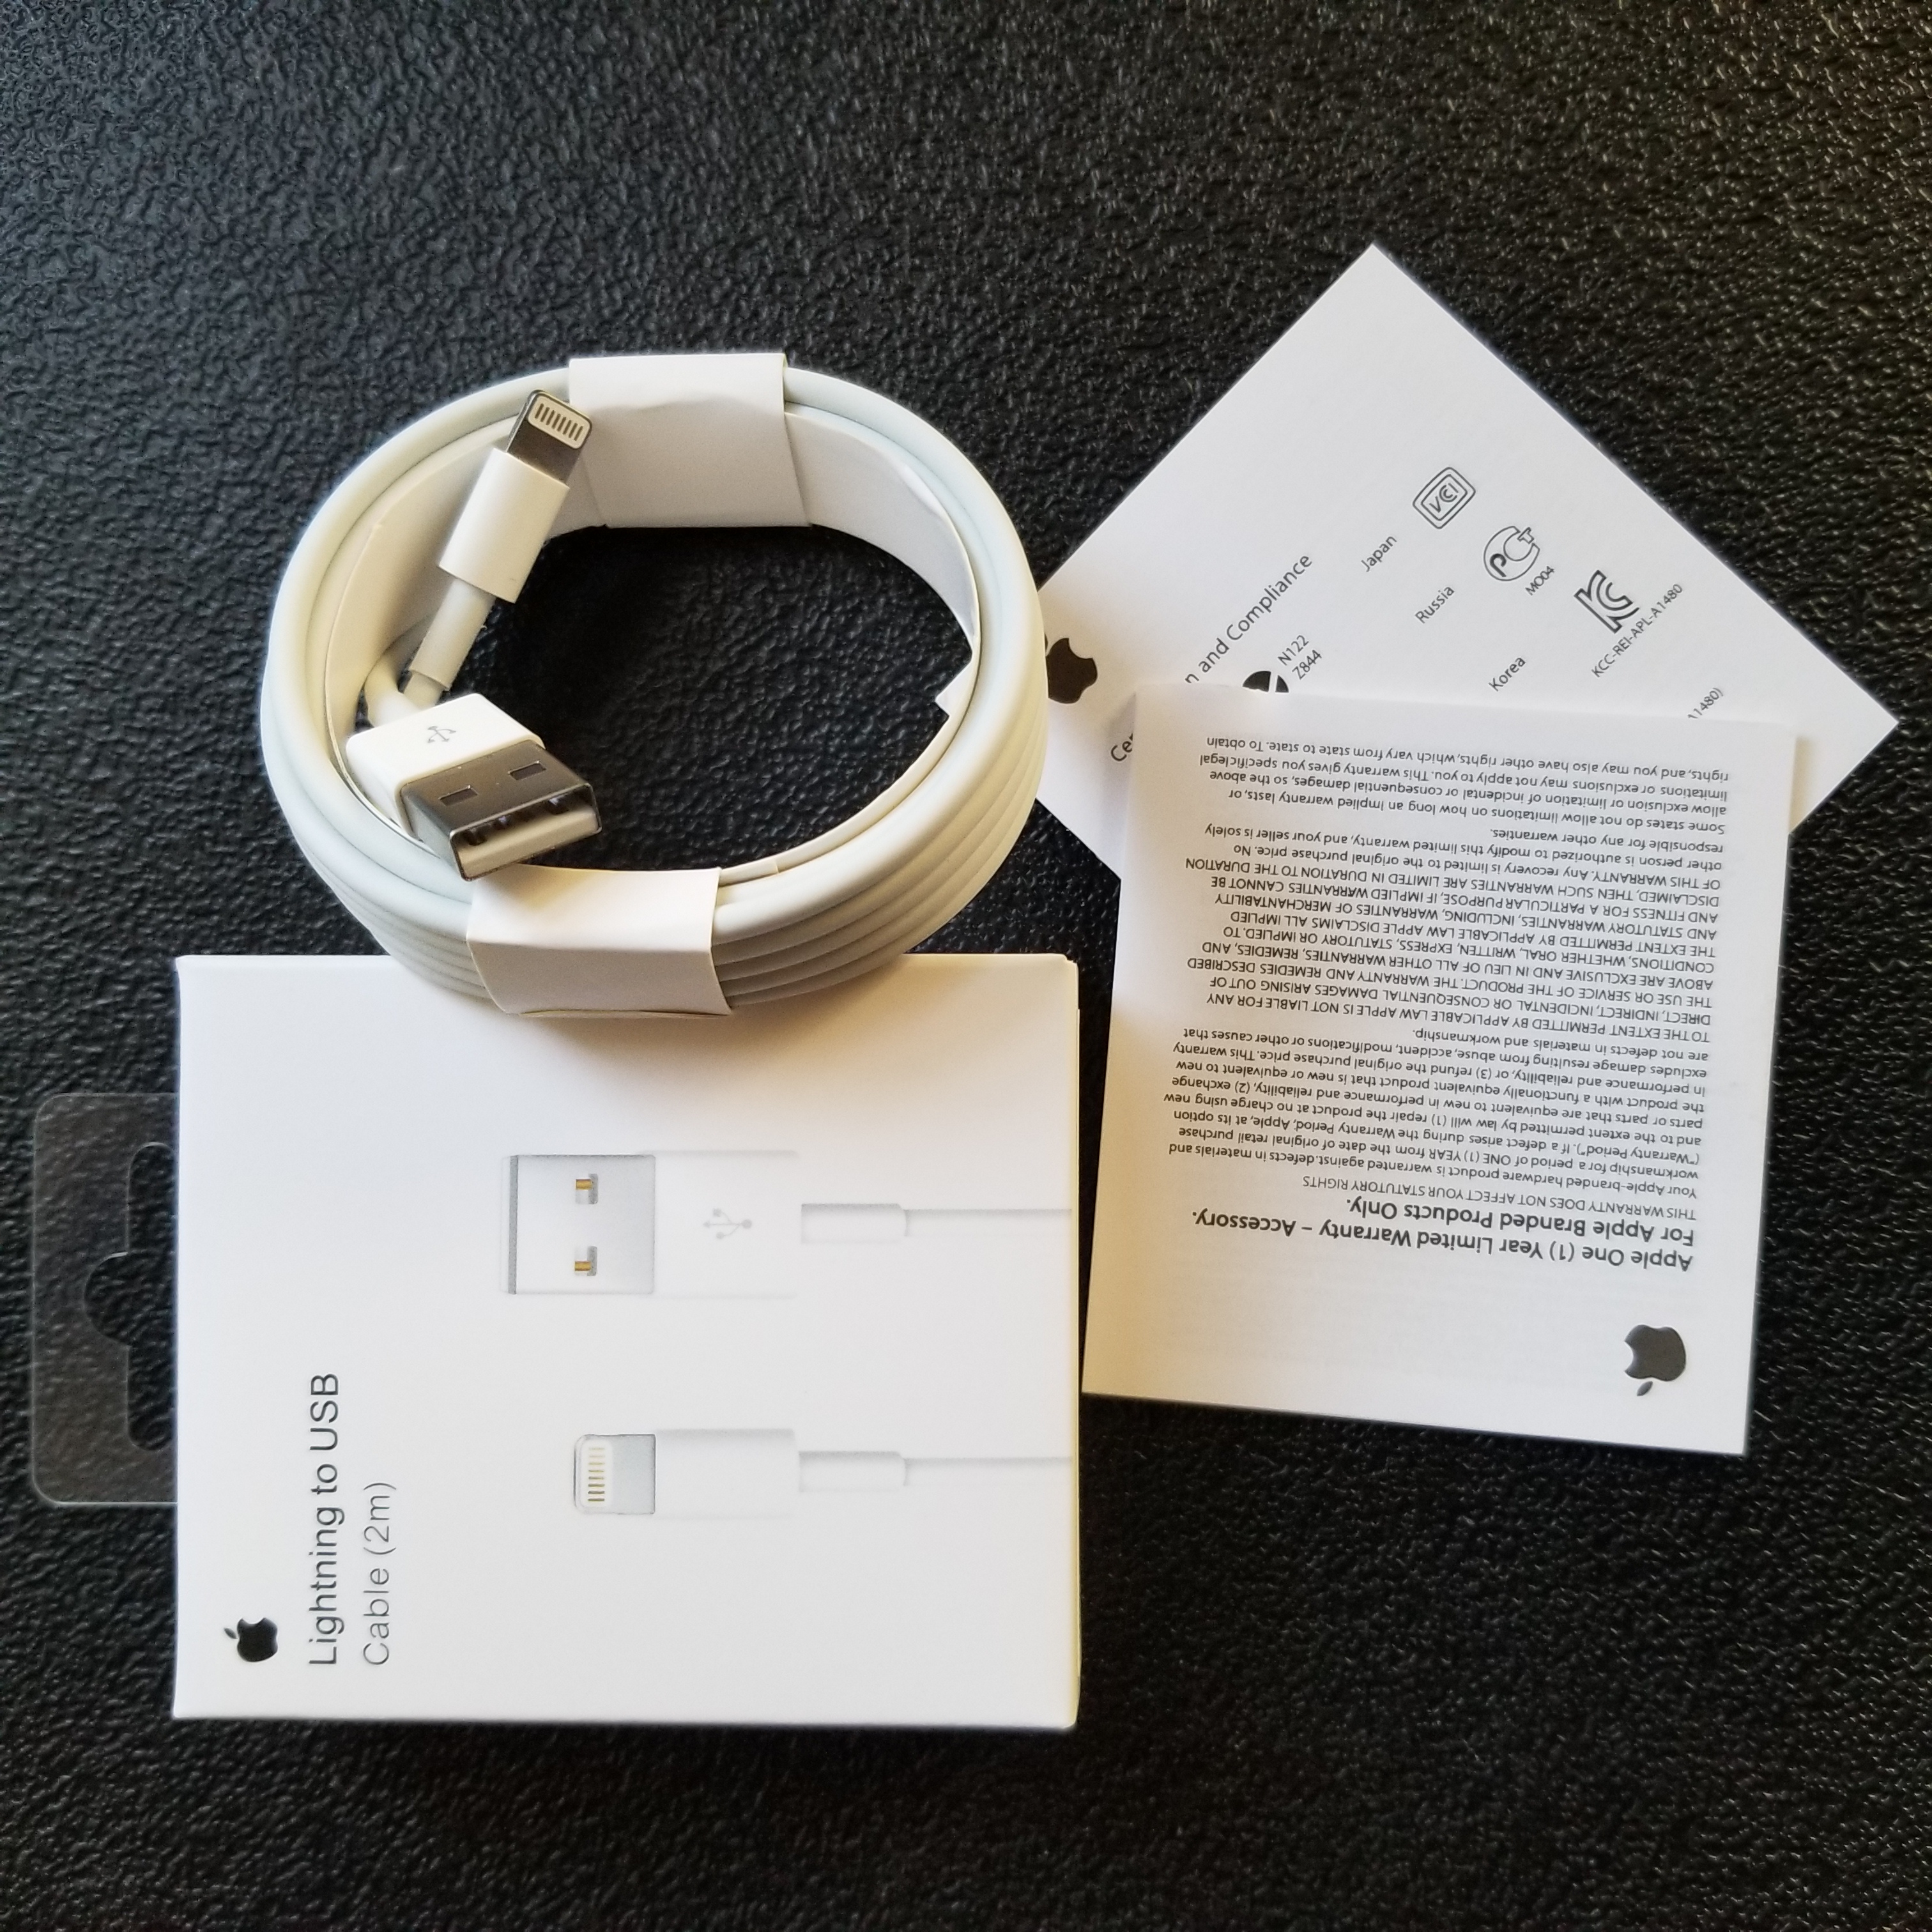 Lightning to USB
Cable (2m)
Apple One (1) Year Limited Warranty – Accessory.
For Apple Branded Products Only.
THIS WARRANTY DOES NOT AFFECT YOUR STATUTORY RIGHTS
Your Apple-branded hardware product is warranted against defects in materials and
workmanship for a period of ONE (1) YEAR from the date of original retail purchase
("Warranty Period"). If a defect arises during the Warranty Period, Apple, at its option
and to the extent permitted by law will (1) repair the product at no charge using new
parts or parts that are equivalent to new in performance and reliability, (2) exchange
the product with a functionally equivalent product that is new or equivalent to new
in performance and reliability, or (3) refund the original purchase price. This warranty
excludes damage resulting from abuse, accident, modifications or other causes that
are not defects in materials and workmanship.
TO THE EXTENT PERMITTED BY APPLICABLE LAW APPLE IS NOT LIABLE FOR ANY
DIRECT, INDIRECT, INCIDENTAL OR CONSEQUENTIAL DAMAGES ARISING OUT OF
THE USE OR SERVICE OF THE PRODUCT. THE WARRANTY AND REMEDIES DESCRIBED
ABOVE ARE EXCLUSIVE AND IN LIEU OF ALL OTHER WARRANTIES, REMEDIES, AND
CONDITIONS, WHETHER ORAL, WRITTEN, EXPRESS, STATUTORY OR IMPLIED. TO
THE EXTENT PERMITTED BY APPLICABLE LAW APPLE DISCLAIMS ALL IMPLIED
AND STATUTORY WARRANTIES, INCLUDING, WARRANTIES OF MERCHANTABILITY
AND FITNESS FOR A PARTICULAR PURPOSE, IF IMPLIED WARRANTIES CANNOT BE
DISCLAIMED, THEN SUCH WARRANTIES ARE LIMITED IN DURATION TO THE DURATION
OF THIS WARRANTY. Any recovery is limited to the original purchase price. No
other person is authorized to modify this limited warranty, and your seller is solely
responsible for any other warranties.
Some states do not allow limitations on how long an Implied warranty lasts, or
allow exclusion or limitation of incidental or consequential damages, so the above
limitations or exclusions may not apply to you. This warranty gives you specific legal
rights, and you may also have other rights, which vary from state to state. To obtain
and Compliance
N122
Z844
Japan
VCI
Russia
MO04
Korea
KCC-REI-APL-A1480
A1480)